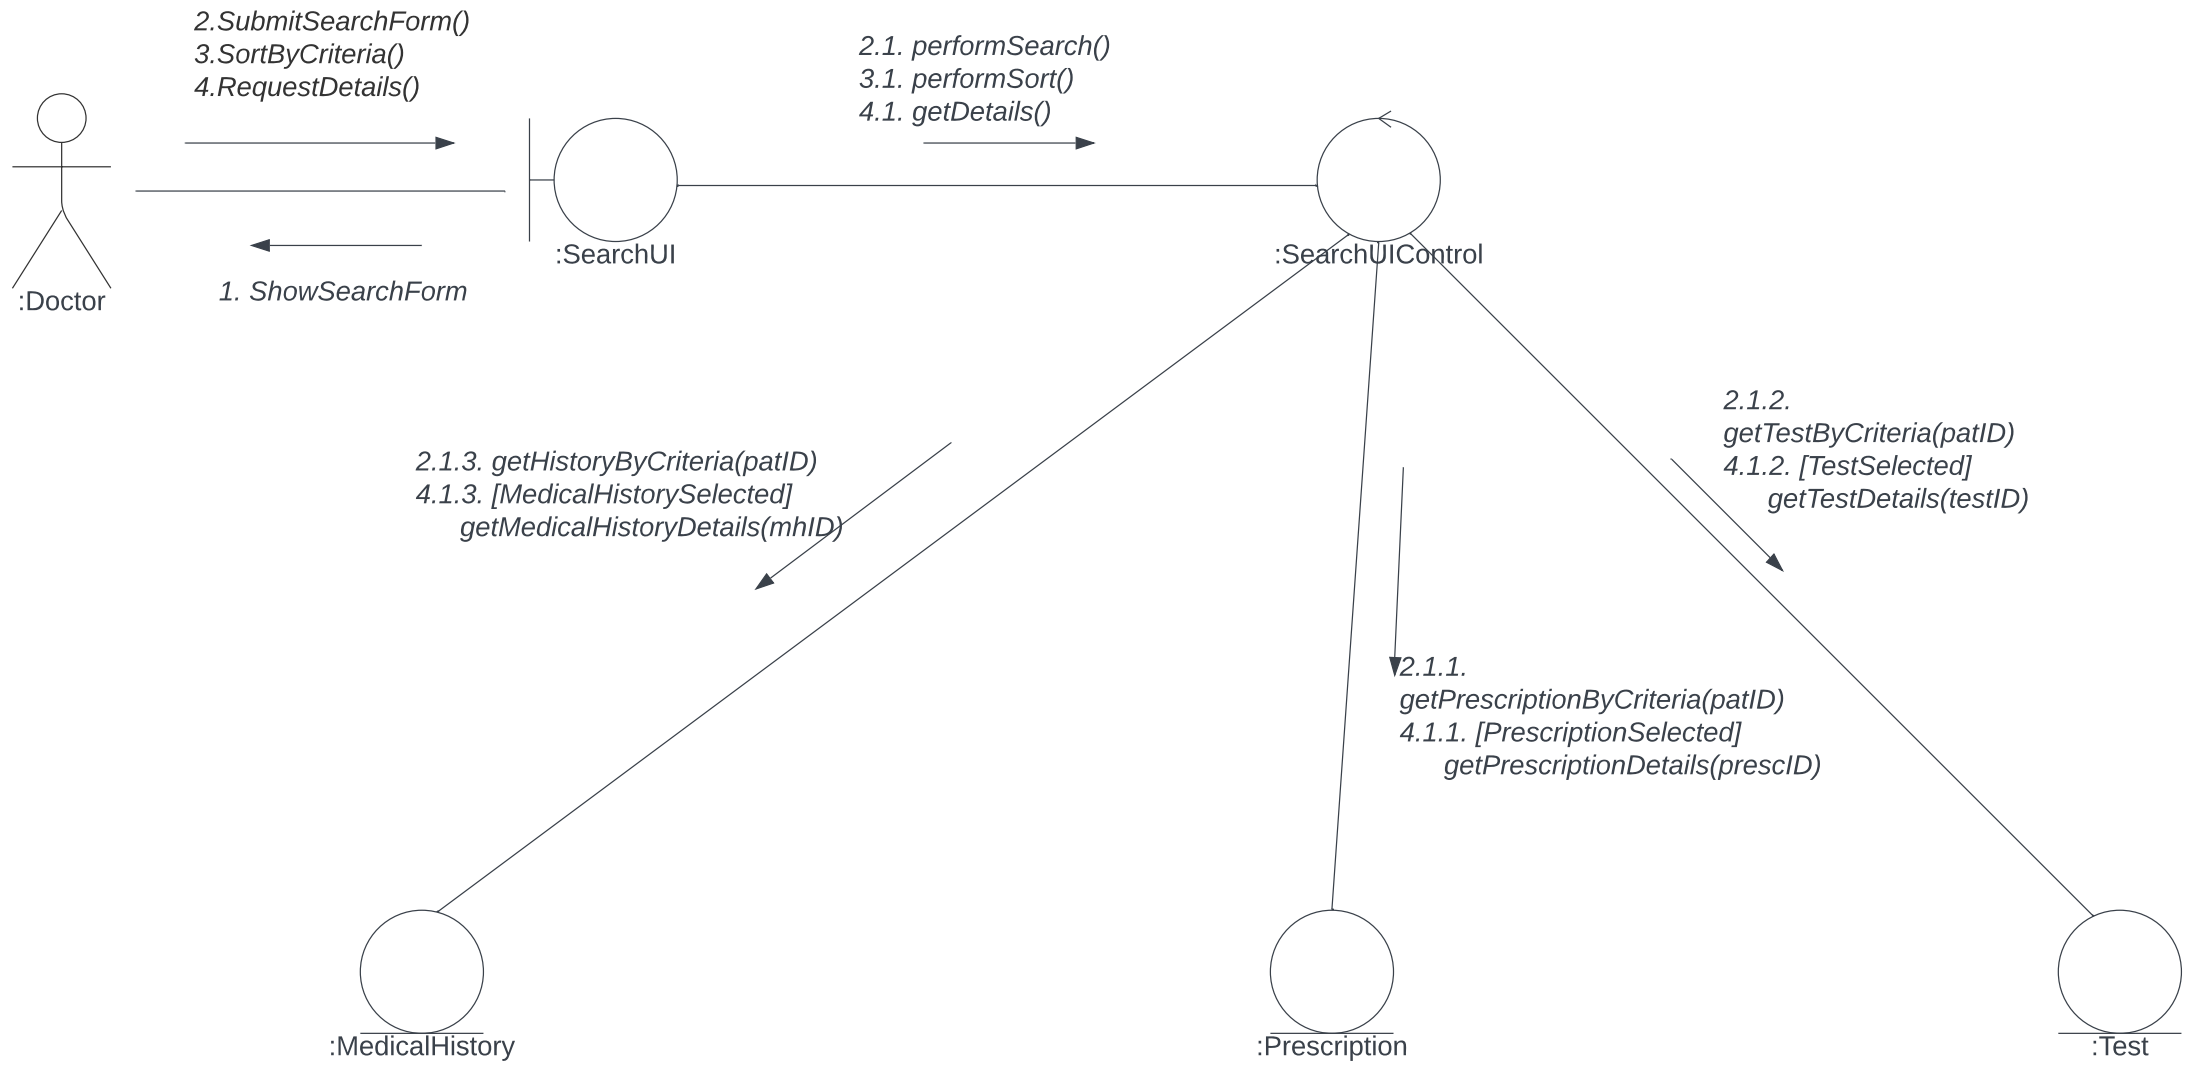 2.SubmitSearchForm()
3.SortByCriteria()
4.RequestDetails()
2.1. performSearch()
3.1. performSort()
4.1. getDetails()
:SearchUI
:SearchUIControl
1. ShowSearchForm
:Doctor
2.1.3. getHistoryByCriteria(patID)
4.1.3. [MedicalHistorySelected]
getMedicalHistoryDetails(mhID)
2.1.2.
getTestByCriteria(patID)
4.1.2. [TestSelected]
getTestDetails(testID)
2.1.1.
getPrescriptionByCriteria(patID)
4.1.1. [PrescriptionSelected]
getPrescriptionDetails(prescID)
:MedicalHistory
:Prescription
:Test